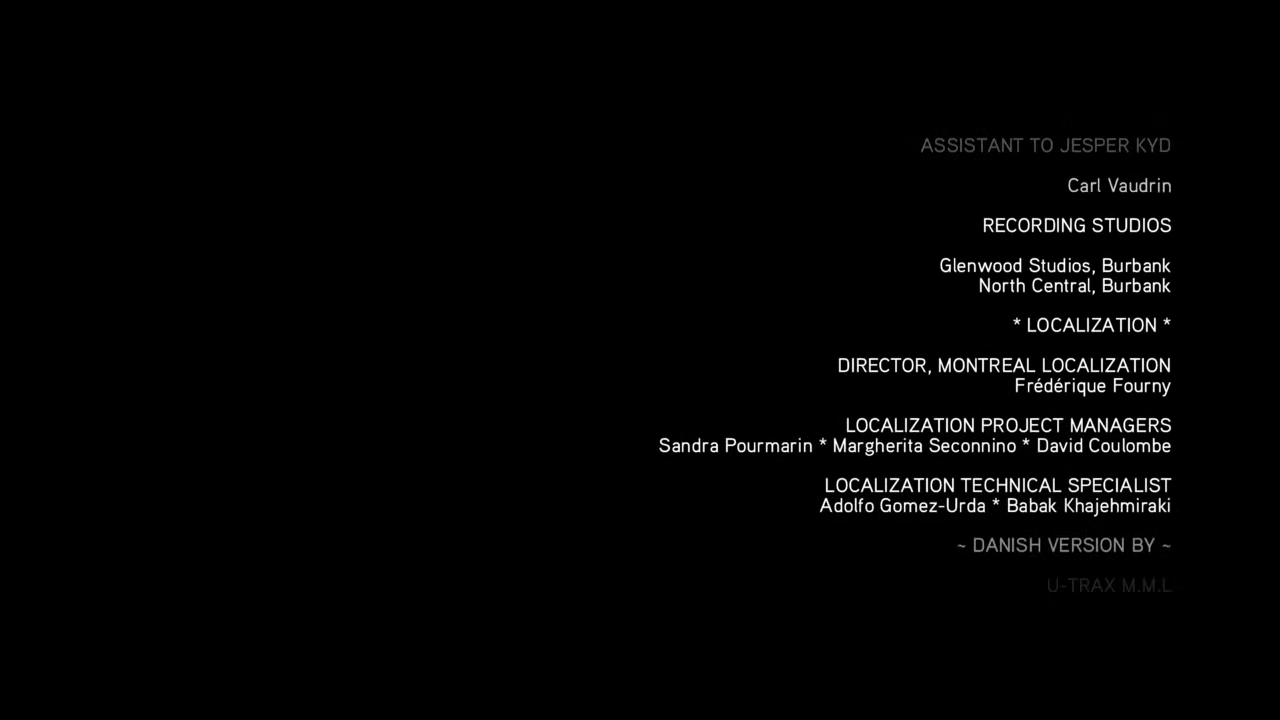 ASSISTANT TO JESPER KYD
Carl Vaudrin
RECORDING STUDIOS
Glenwood Studios, Burbank
North Central, Burbank
* LOCALIZATION *
DIRECTOR, MONTREAL LOCALIZATION
Frédérique Fourny
LOCALIZATION PROJECT MANAGERS
Sandra Pourmarin * Margherita Seconnino * David Coulombe
LOCALIZATION TECHNICAL SPECIALIST
Adolfo Gomez-Urda * Babak Khajehmiraki
~ DANISH VERSION BY ~
U-TRAX M.M.L